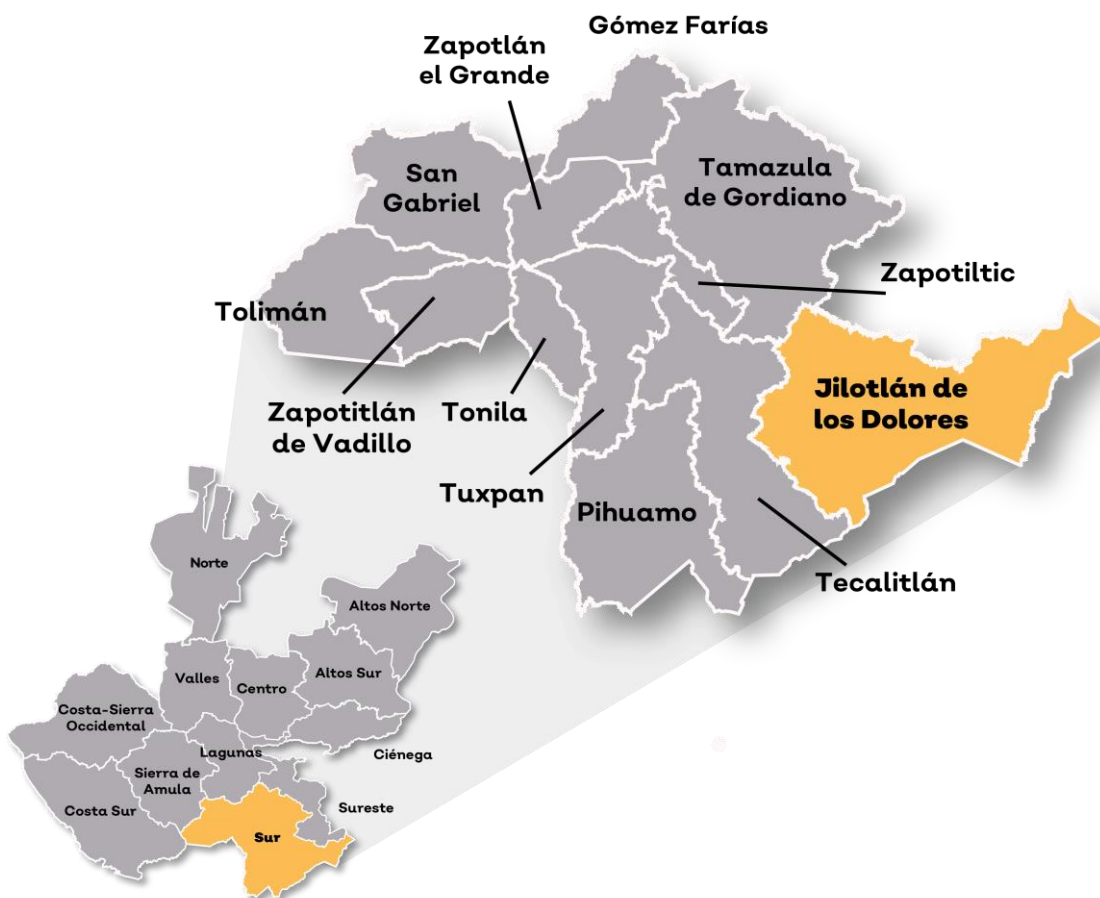 Gómez Farías
Zapotlán
el Grande
San
Gabriel
Tamazula
de Gordiano
Zapotiltic
Tolimán
Jilotlán de
los Dolores
Zapotitlán
de Vadillo
Tonila
Tuxpan
Pihuamo
Tecalitlán
Norte
Altos Norte
Valles
Centro
Altos Sur
Costa-Sierra
Occidental
Lagunas
Ciénega
Sierra de
Amula
Costa Sur
Sureste
Sur